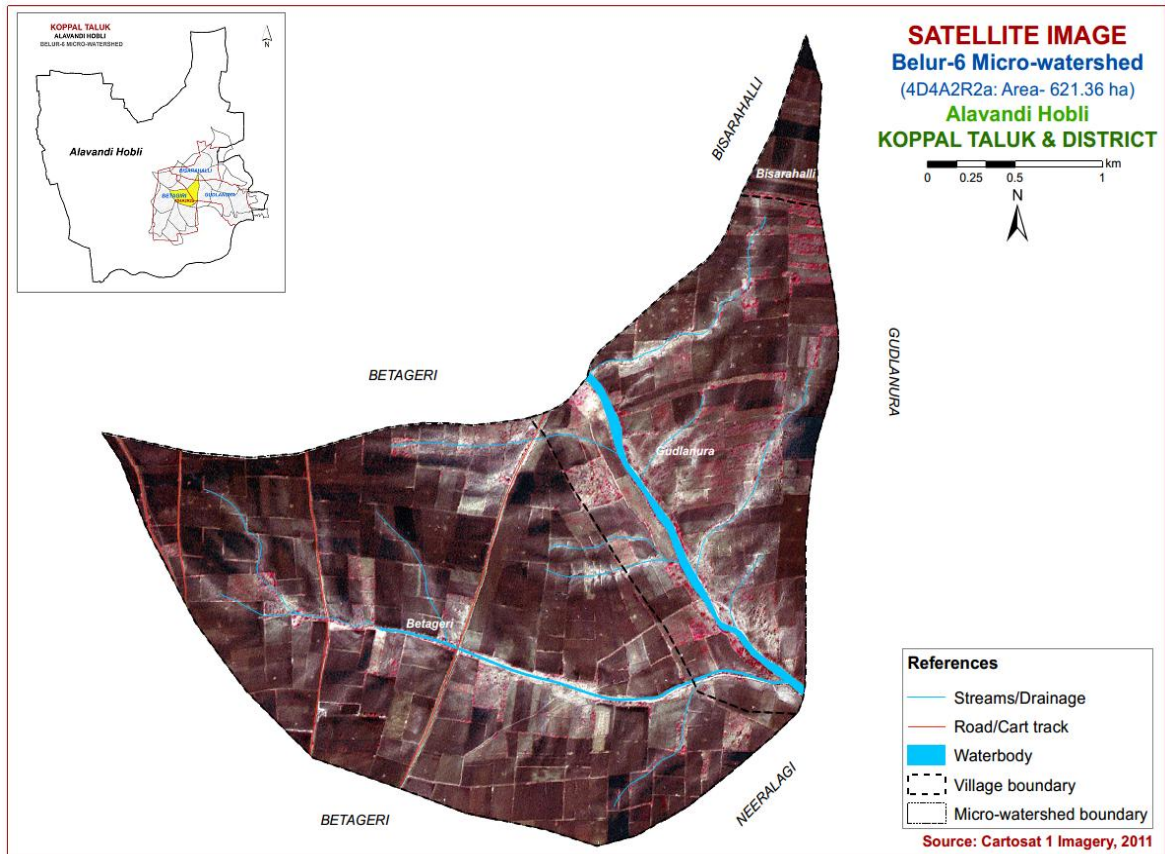 KOPPAL TALUK
ALAVANDI HOBLI
BELUR-6 MICRO-WATERSHED
N
Alavandi Hobli
BISARAHALLI
BETAGIRI
GUDLANURA
SATELLITE IMAGE
Belur-6 Micro-watershed
(4D4A2R2a: Area- 621.36 ha)
Alavandi Hobli
KOPPAL TALUK & DISTRICT
km
0 0.25 0.5 1
N
BISARAHALLI
Bisarahalli
GUDLANURA
BETAGERI
Gudlanura
Betageri
NEERALAGI
BETAGERI
References
Streams/Drainage
Road/Cart track
Waterbody
Village boundary
Micro-watershed boundary
Source: Cartosat 1 Imagery, 2011